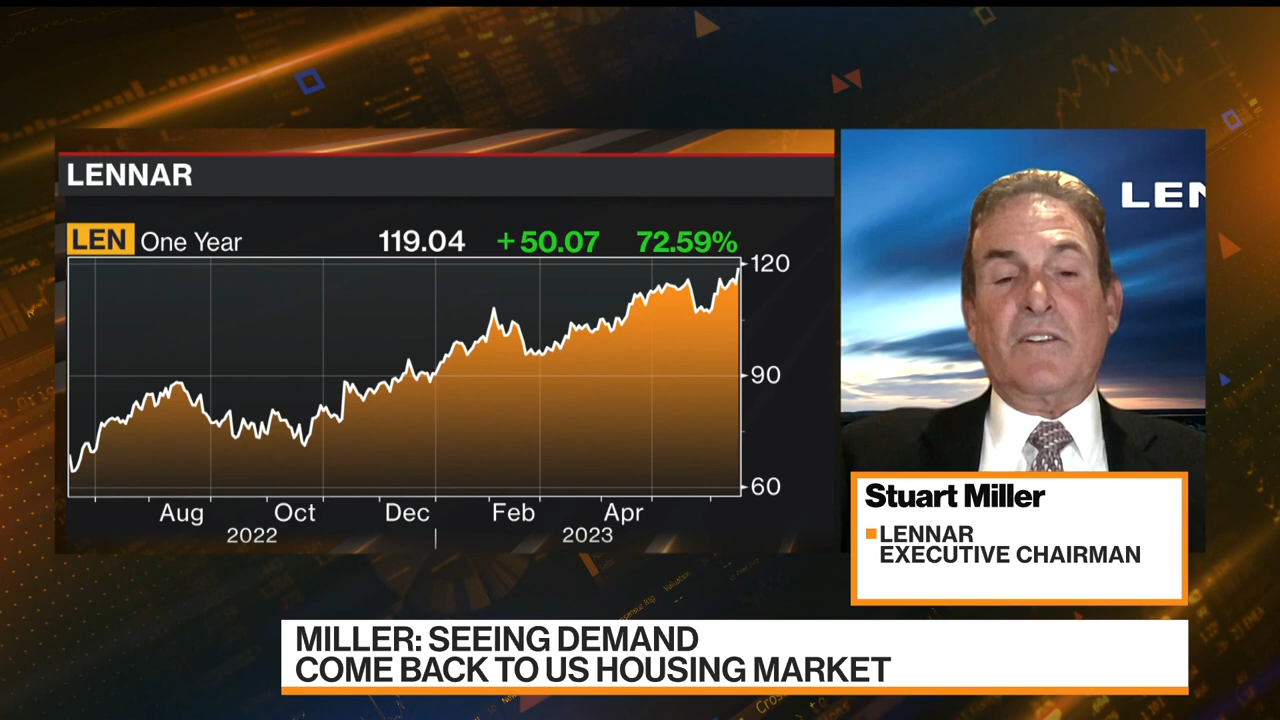 LENNAR
LEN One Year 119.04 +50.07 72.59%
120
90
60
Aug Oct Dec Feb Apr
2022 2023
LEN
Stuart Miller
LENNAR
EXECUTIVE CHAIRMAN
MILLER: SEEING DEMAND
COME BACK TO US HOUSING MARKET